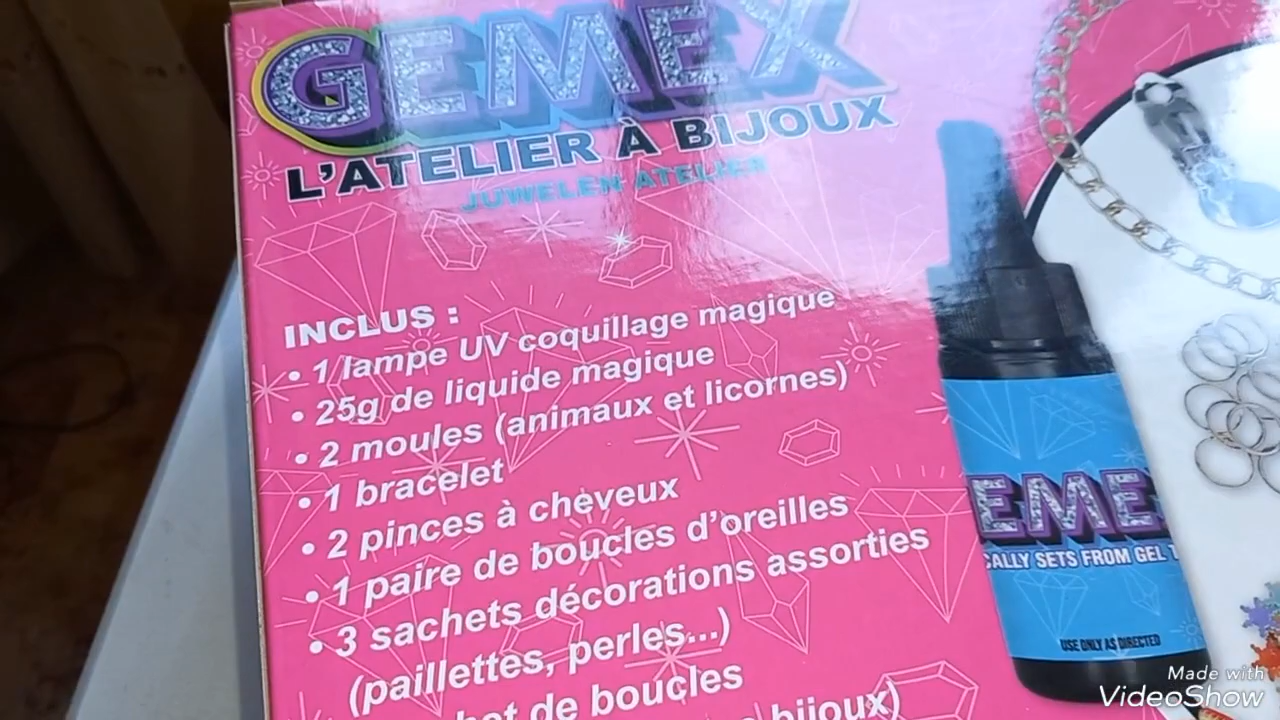 GEMEX
L'ATELIER À BIJOUX
JUWELEN ATELIER
INCLUS :
• 1 lampe UV coquillage magique
• 25g de liquide magique
• 2 moules (animaux et licornes)
• 1 bracelet
• 2 pinces à cheveux
• 1 paire de boucles d'oreilles
• 3 sachets décorations assorties
(paillettes, perles...)
de boucles
bijoux)
EME
CALLY SETS FROM GEL T
USE ONLY AS DIRECTED
Made with
VideoShow